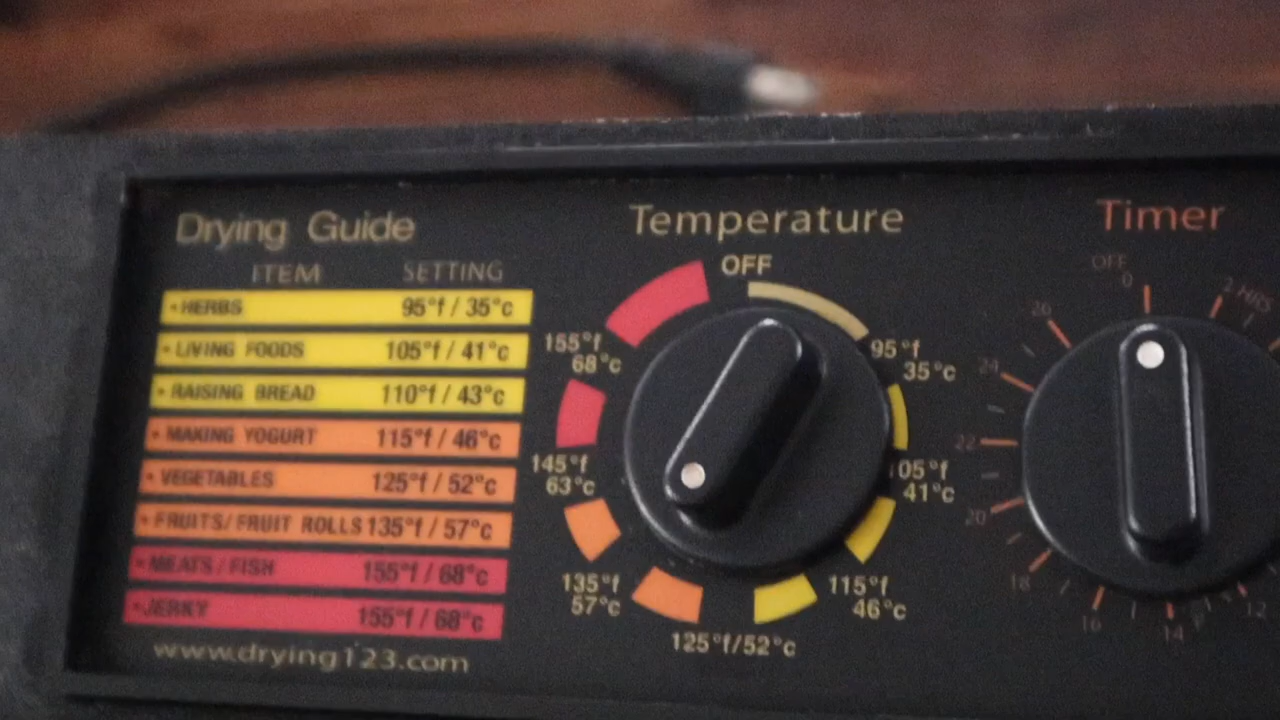 Drying Guide
ITEM SETTING
• HERBS 95°f / 35°c
• LIVING FOODS 105°f / 41°c
• RAISING BREAD 110°f / 43°c
• MAKING YOGURT 115°f / 46°c
• VEGETABLES 125°f / 52°c
• FRUITS/FRUIT ROLLS 135°f / 57°c
• MEATS / FISH 155°f / 68°c
• JERKY 155°f / 68°c
www.drying123.com
Temperature
OFF
95°f
35°c
05°f
41°c
115°f
46°c
125°f/52°c
135°f
57°c
145°f
63°c
155°f
68°c
Timer
OFF
0
2 HRS
12
14
16
18
20
22
24
26